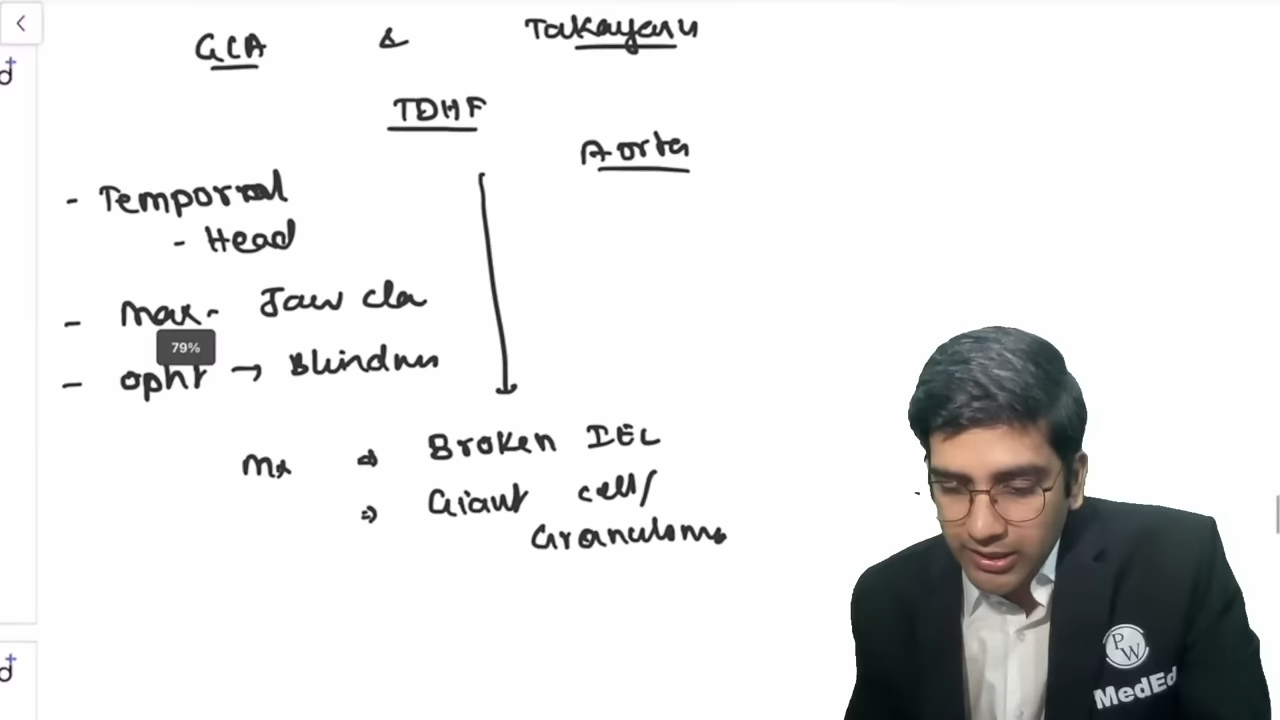 GCA & Takayasu
TDHF
Aorta
- Temporal
- Head
- Max - Jaw cla
79%
- opht → Blindnes
Mx ⇒ Broken IEL
⇒ Giant cell/
Granuloma
PW
MedEd
d+
d+